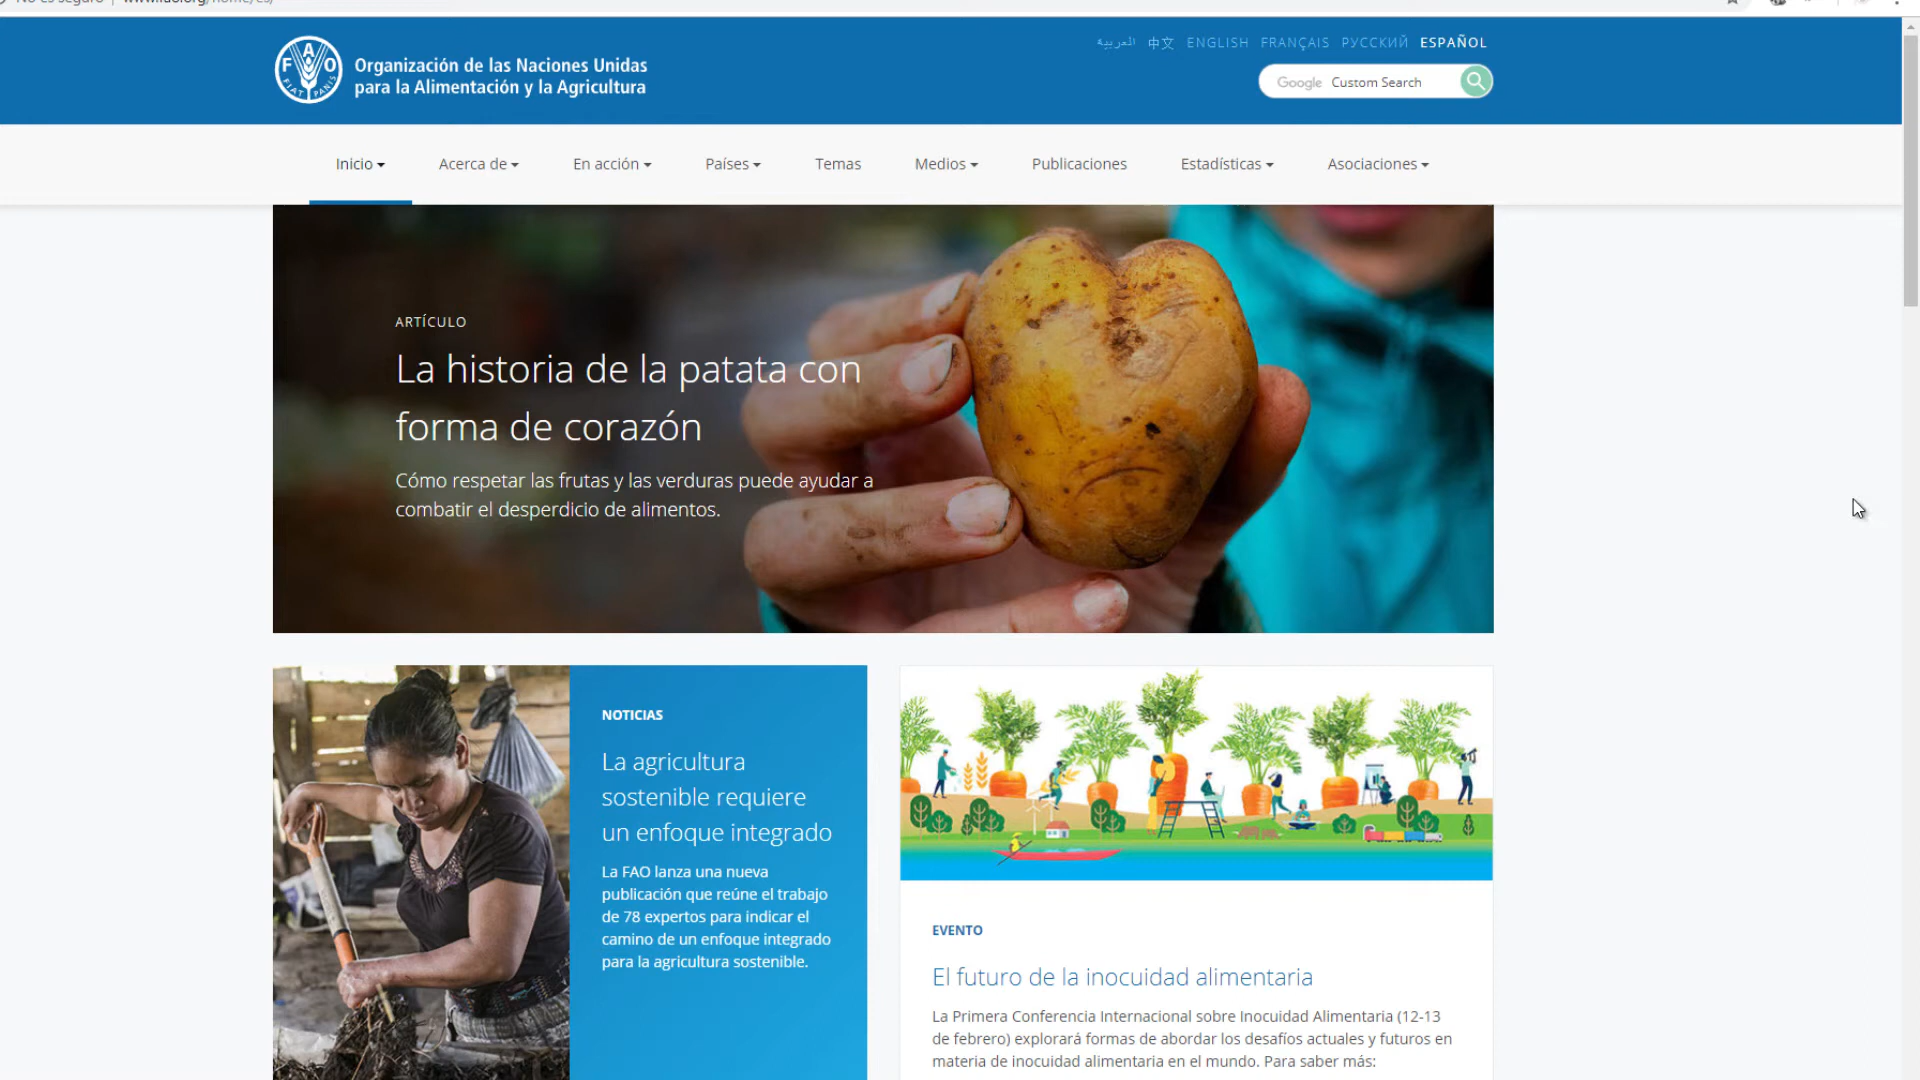 No es seguro
العربية 中文 ENGLISH FRANÇAIS РУССКИЙ ESPAÑOL
FAO
FIAT PANIS
Organización de las Naciones Unidas
para la Alimentación y la Agricultura
Google Custom Search
Inicio Acerca de En acción Países Temas Medios Publicaciones Estadísticas Asociaciones
ARTÍCULO
La historia de la patata con
forma de corazón
Cómo respetar las frutas y las verduras puede ayudar a
combatir el desperdicio de alimentos.
NOTICIAS
La agricultura
sostenible requiere
un enfoque integrado
La FAO lanza una nueva
publicación que reúne el trabajo
de 78 expertos para indicar el
camino de un enfoque integrado
para la agricultura sostenible.
EVENTO
El futuro de la inocuidad alimentaria
La Primera Conferencia Internacional sobre Inocuidad Alimentaria (12-13
de febrero) explorará formas de abordar los desafíos actuales y futuros en
materia de inocuidad alimentaria en el mundo. Para saber más: